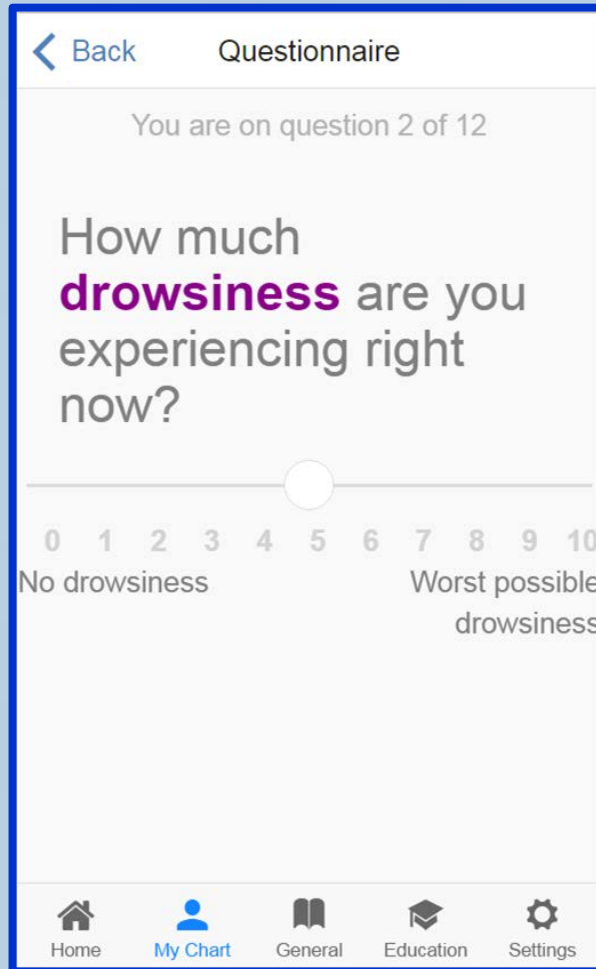 Back Questionnaire
You are on question 2 of 12
How much
drowsiness are you
experiencing right
now?
0 1 2 3 4 5 6 7 8 9 10
No drowsiness Worst possible
drowsiness
Home My Chart General Education Settings